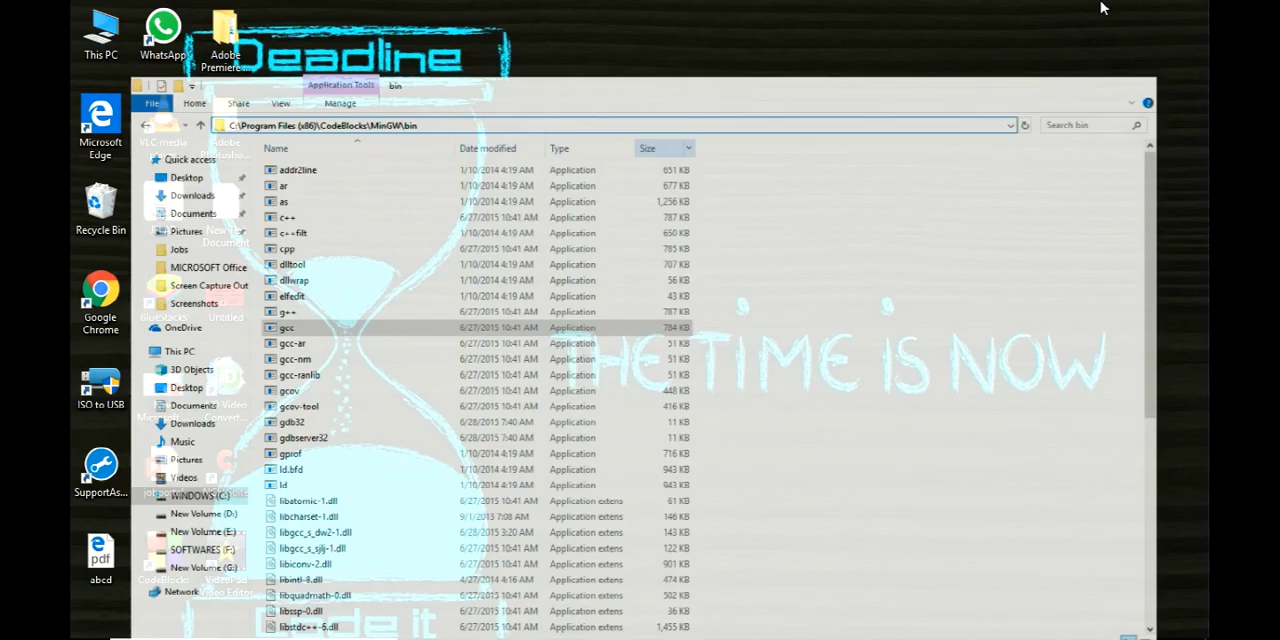 This PC
WhatsApp
Adobe
Premiere...
Deadline
Application Tools
bin
File
Home
Share
View
Manage
C:\Program Files (x86)\CodeBlocks\MinGW\bin
Search bin
Microsoft
Edge
Recycle Bin
Google
Chrome
ISO to USB
SupportAs...
abcd
Quick access
Desktop
Downloads
Documents
Pictures
Jobs
MICROSOFT Office
Screen Capture Out
Screenshots
OneDrive
This PC
3D Objects
Desktop
Documents
Downloads
Music
Pictures
Videos
WINDOWS (C:)
New Volume (D:)
New Volume (E:)
SOFTWARES (F:)
New Volume (G:)
Network
Name Date modified Type Size
addr2line 1/10/2014 4:19 AM Application 651 KB
ar 1/10/2014 4:19 AM Application 677 KB
as 1/10/2014 4:19 AM Application 1,256 KB
c++ 6/27/2015 10:41 AM Application 787 KB
c++filt 1/10/2014 4:19 AM Application 650 KB
cpp 6/27/2015 10:41 AM Application 785 KB
dlltool 1/10/2014 4:19 AM Application 707 KB
dllwrap 1/10/2014 4:19 AM Application 56 KB
elfedit 1/10/2014 4:19 AM Application 43 KB
g++ 6/27/2015 10:41 AM Application 787 KB
gcc 6/27/2015 10:41 AM Application 784 KB
gcc-ar 6/27/2015 10:41 AM Application 51 KB
gcc-nm 6/27/2015 10:41 AM Application 51 KB
gcc-ranlib 6/27/2015 10:41 AM Application 51 KB
gcov 6/27/2015 10:41 AM Application 448 KB
gcov-tool 6/27/2015 10:41 AM Application 416 KB
gdb32 6/28/2015 7:40 AM Application 11 KB
gdbserver32 6/28/2015 7:40 AM Application 11 KB
gprof 1/10/2014 4:19 AM Application 716 KB
ld.bfd 1/10/2014 4:19 AM Application 943 KB
ld 1/10/2014 4:19 AM Application 943 KB
libatomic-1.dll 6/27/2015 10:41 AM Application extens 61 KB
libcharset-1.dll 9/1/2013 7:08 AM Application extens 146 KB
libgcc_s_dw2-1.dll 6/28/2015 3:20 AM Application extens 143 KB
libgcc_s_sjlj-1.dll 6/27/2015 10:41 AM Application extens 122 KB
libiconv-2.dll 6/27/2015 10:41 AM Application extens 901 KB
libintl-8.dll 4/27/2014 4:16 AM Application extens 474 KB
libquadmath-0.dll 6/27/2015 10:41 AM Application extens 502 KB
libssp-0.dll 6/27/2015 10:41 AM Application extens 36 KB
libstdc++-6.dll 6/27/2015 10:41 AM Application extens 1,455 KB
THE TIME iS NOW
Code it